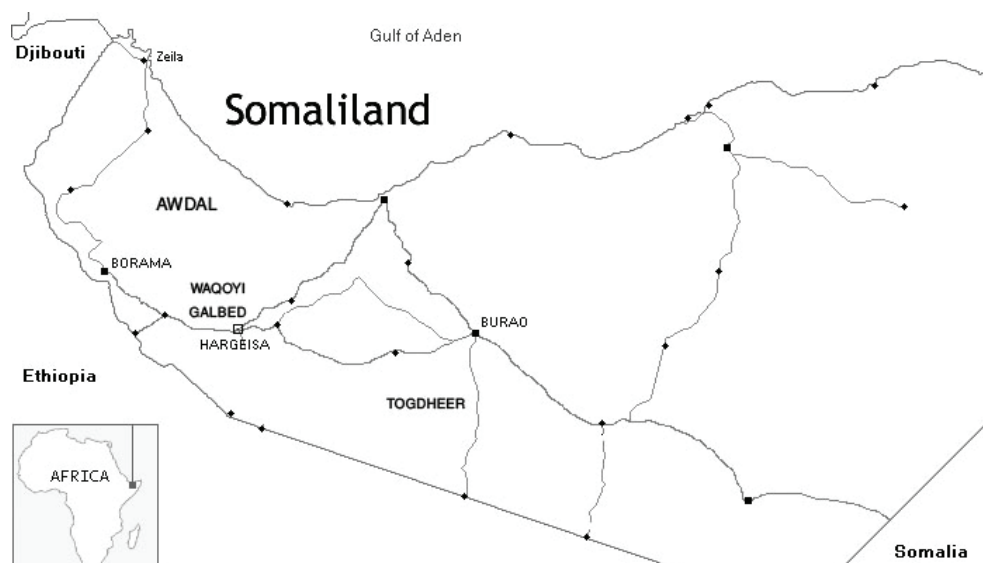 Gulf of Aden
Djibouti
Zeila
Somaliland
AWDAL
BORAMA
WAQOYI
GALBED
HARGEISA
BURAO
Ethiopia
TOGDHEER
AFRICA
Somalia